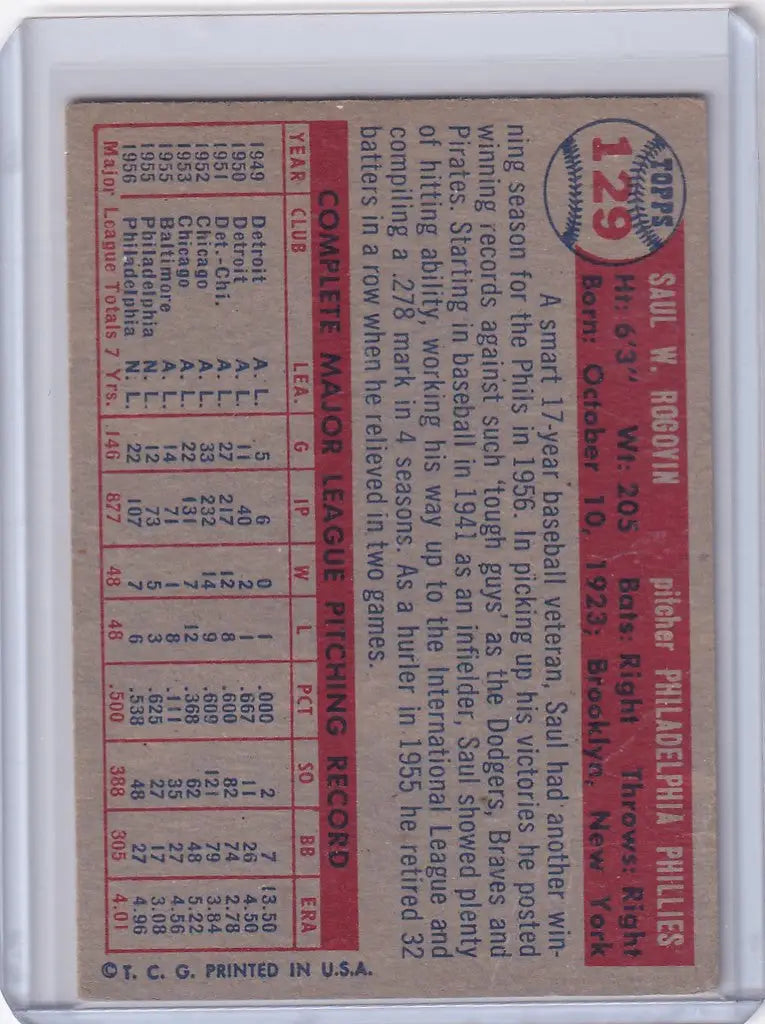 TOPPS
129
SAUL W. ROGOVIN pitcher PHILADELPHIA PHILLIES
Ht: 6'3" Wt: 205 Bats: Right Throws: Right
Born: October 10, 1923; Brooklyn, New York
A smart 17-year baseball veteran, Saul had another win-
ning season for the Phils in 1956. In picking up his victories he posted
winning records against such 'tough guys' as the Dodgers, Braves and
Pirates. Starting in baseball in 1941 as an infielder, Saul showed plenty
of hitting ability, working his way up to the International League and
compiling a .278 mark in 4 seasons. As a hurler in 1955, he retired 32
batters in a row when he relieved in two games.
COMPLETE MAJOR LEAGUE PITCHING RECORD
YEAR CLUB LEA. G IP W L PCT SO BB ERA
1949 Detroit A. L. 5 6 0 1 .000 2 7 13.50
1950 Detroit A. L. 11 40 2 1 .667 11 26 4.50
1951 Det.-Chi. A. L. 27 217 12 8 .600 82 74 2.78
1952 Chicago A. L. 33 232 14 9 .609 121 79 3.84
1953 Chicago A. L. 22 131 7 12 .368 62 48 5.22
1955 Baltimore A. L. 14 71 1 8 .111 35 27 4.56
1955 Philadelphia N. L. 12 73 5 3 .625 27 17 3.08
1956 Philadelphia N. L. 22 107 7 6 .538 48 27 4.96
Major League Totals 7 Yrs. 146 877 48 48 .500 388 305 4.01
© T. C. G. PRINTED IN U.S.A.